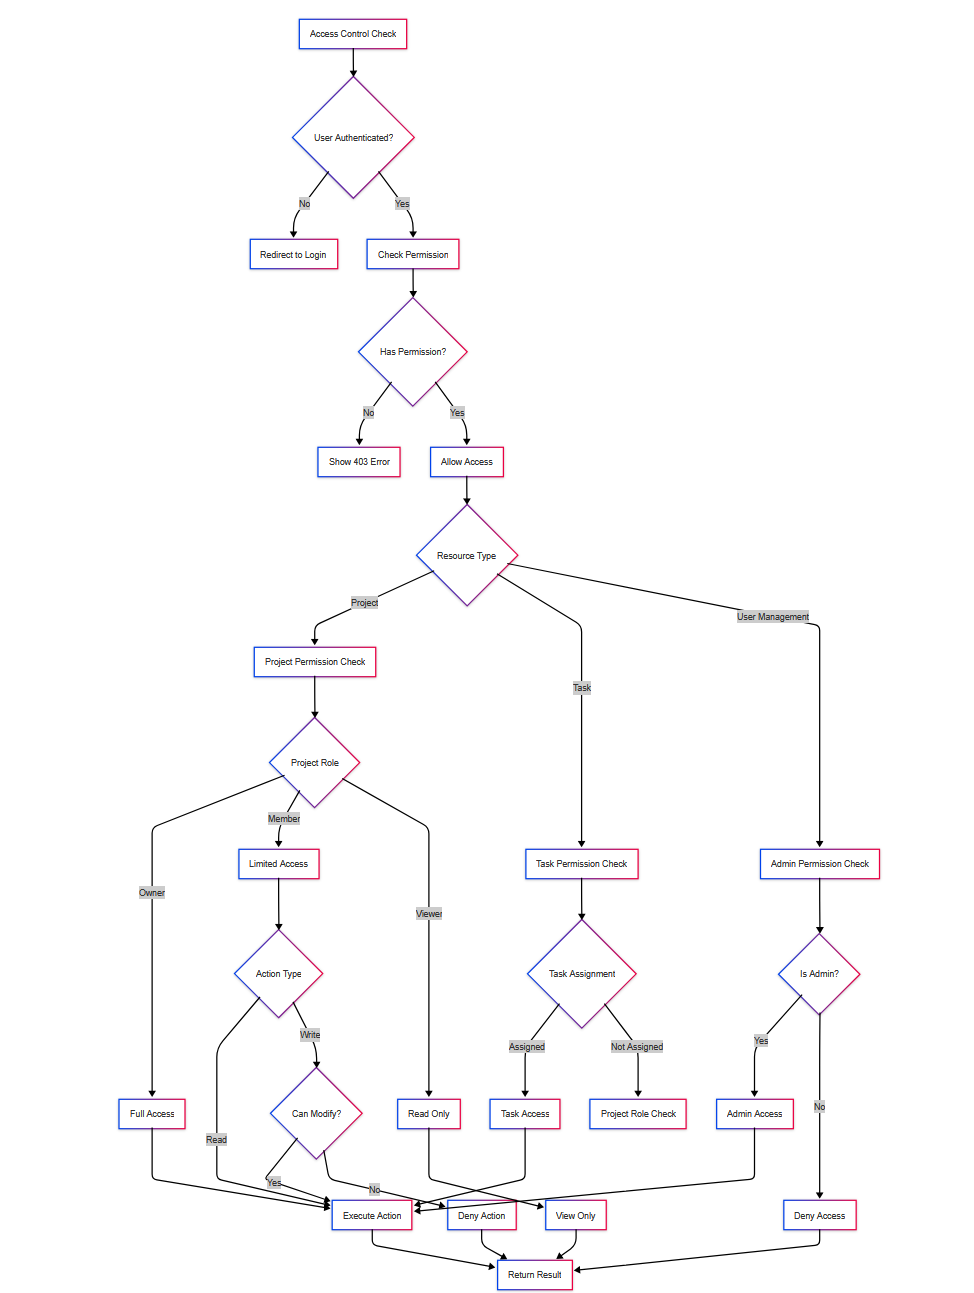 Access Control Check
User Authenticated?
No
Yes
Redirect to Login
Check Permission
Has Permission?
No
Yes
Show 403 Error
Allow Access
Resource Type
Project
User Management
Project Permission Check
Task
Project Role
Member
Limited Access
Task Permission Check
Admin Permission Check
Owner
Viewer
Action Type
Task Assignment
Is Admin?
Write
Assigned
Not Assigned
Yes
Full Access
Can Modify?
Read Only
Task Access
Project Role Check
Admin Access
No
Read
Yes
No
Execute Action
Deny Action
View Only
Deny Access
Return Result